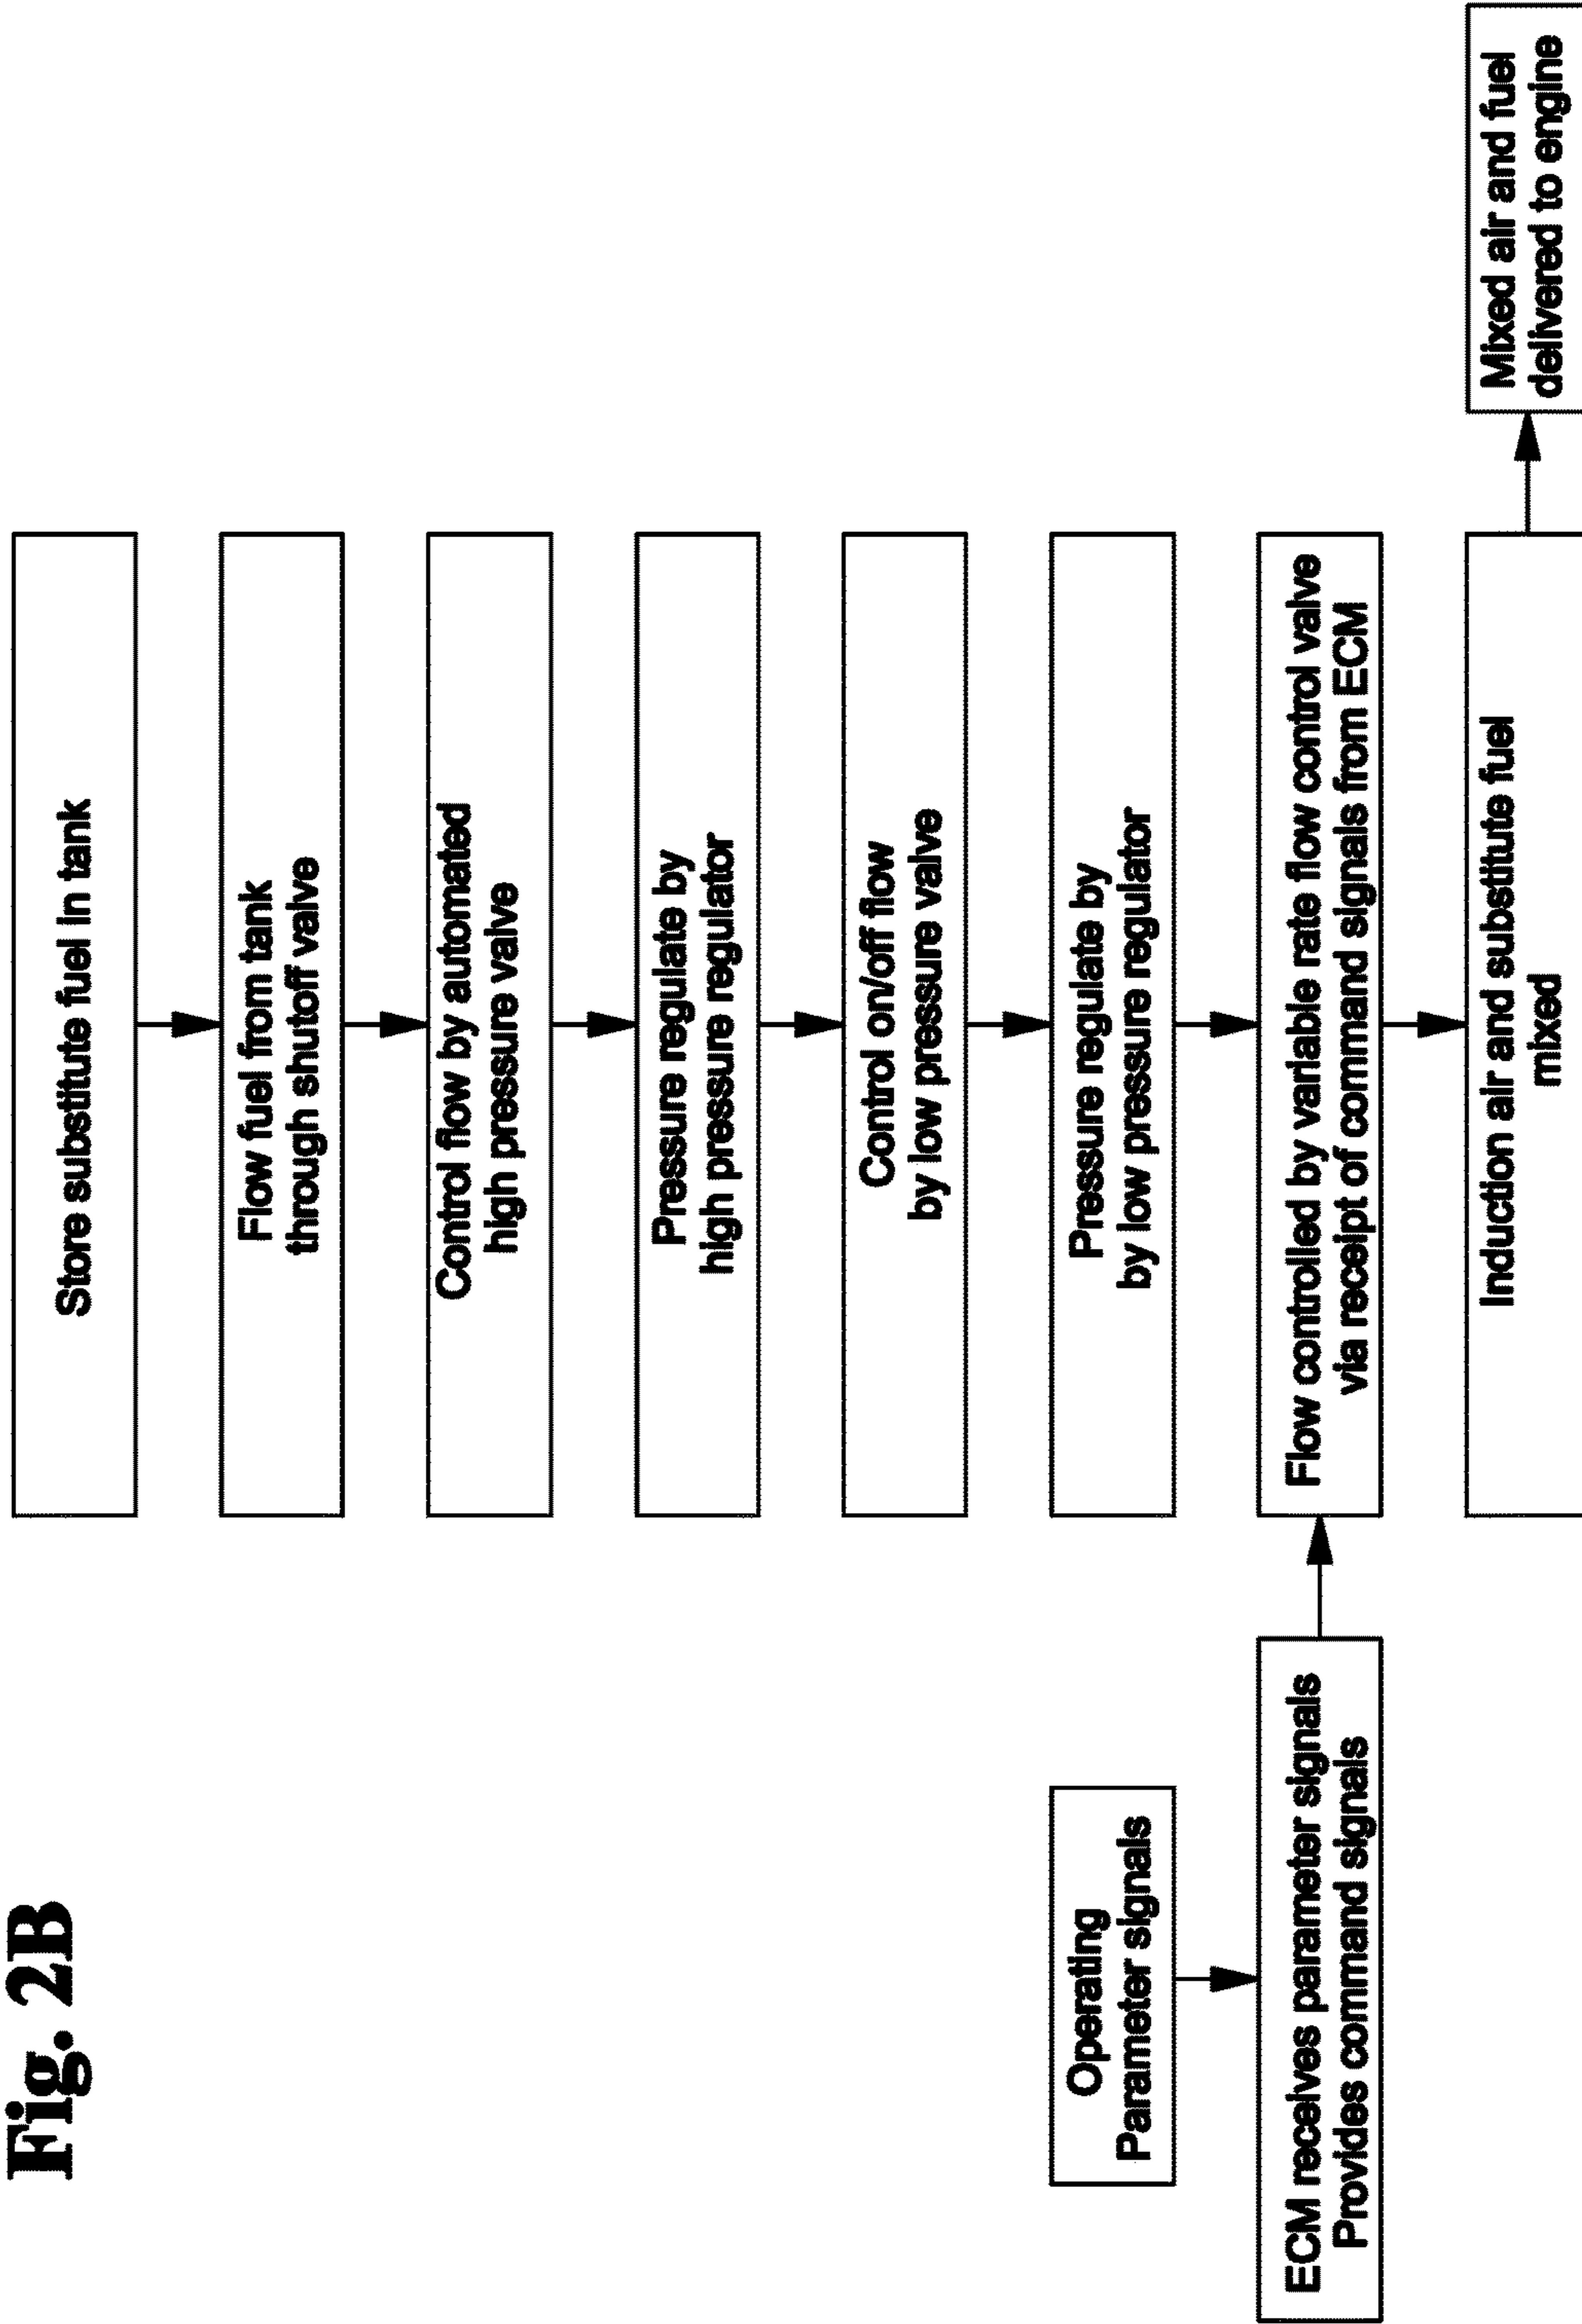 Fig. 2B
Store substitute fuel in tank
Flow fuel from tank
through shutoff valve
Control flow by automated
high pressure valve
Pressure regulate by
high pressure regulator
Control on/off flow
by low pressure valve
Pressure regulate by
by low pressure regulator
Operating
Parameter signals
ECM receives parameter signals
Provides command signals
Flow controlled by variable rate flow control valve
via receipt of command signals from ECM
Induction air and substitute fuel
mixed
Mixed air and fuel
delivered to engine